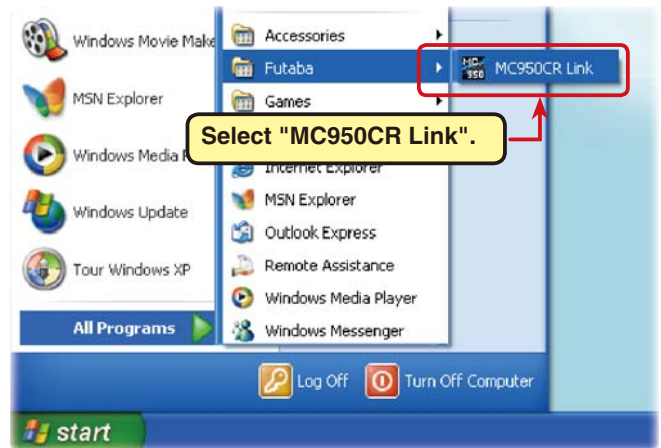 Windows Movie Make
MSN Explorer
Windows Media P
Windows Update
Tour Windows XP
All Programs
Accessories
Futaba
Games
Internet Explorer
MSN Explorer
Outlook Express
Remote Assistance
Windows Media Player
Windows Messenger
MC950CR Link
Select "MC950CR Link".
Log Off
Turn Off Computer
start